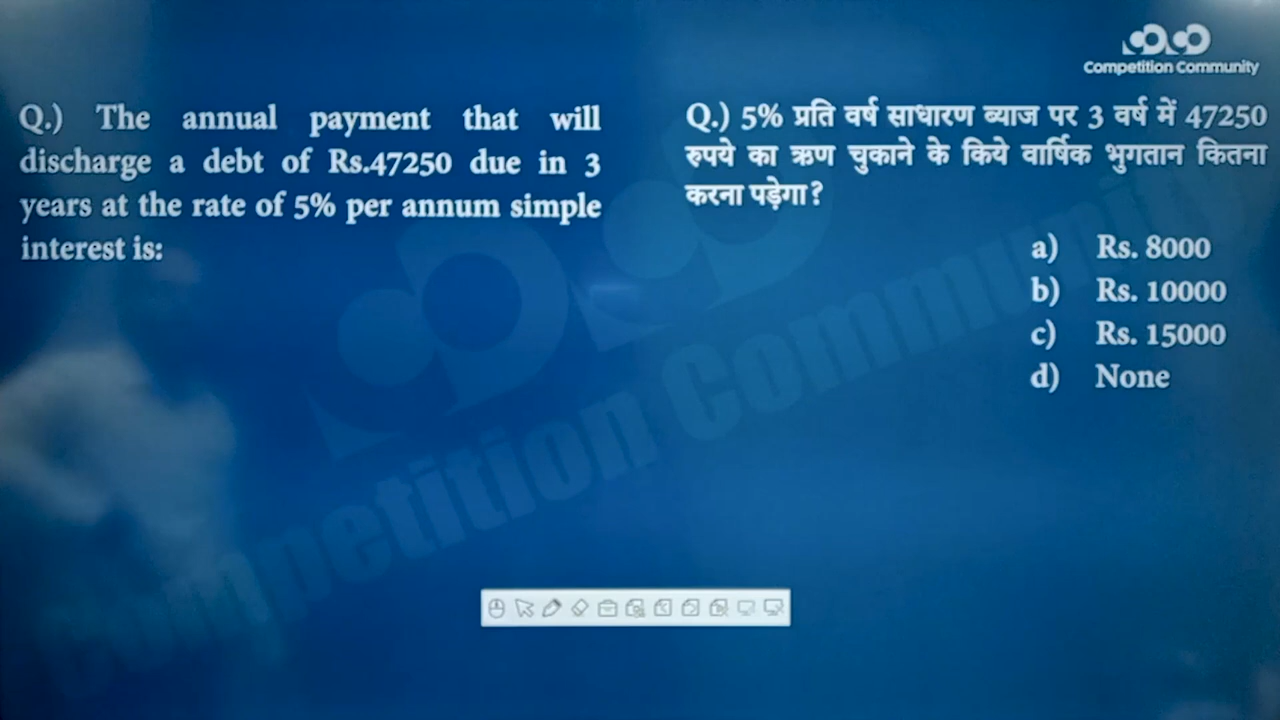 Competition Community
Q.) The annual payment that will
discharge a debt of Rs.47250 due in 3
years at the rate of 5% per annum simple
interest is:
Q.) 5% प्रति वर्ष साधारण ब्याज पर 3 वर्ष में 47250
रुपये का ऋण चुकाने के किये वार्षिक भुगतान कितना
करना पड़ेगा?
a) Rs. 8000
b) Rs. 10000
c) Rs. 15000
d) None
Competition Community